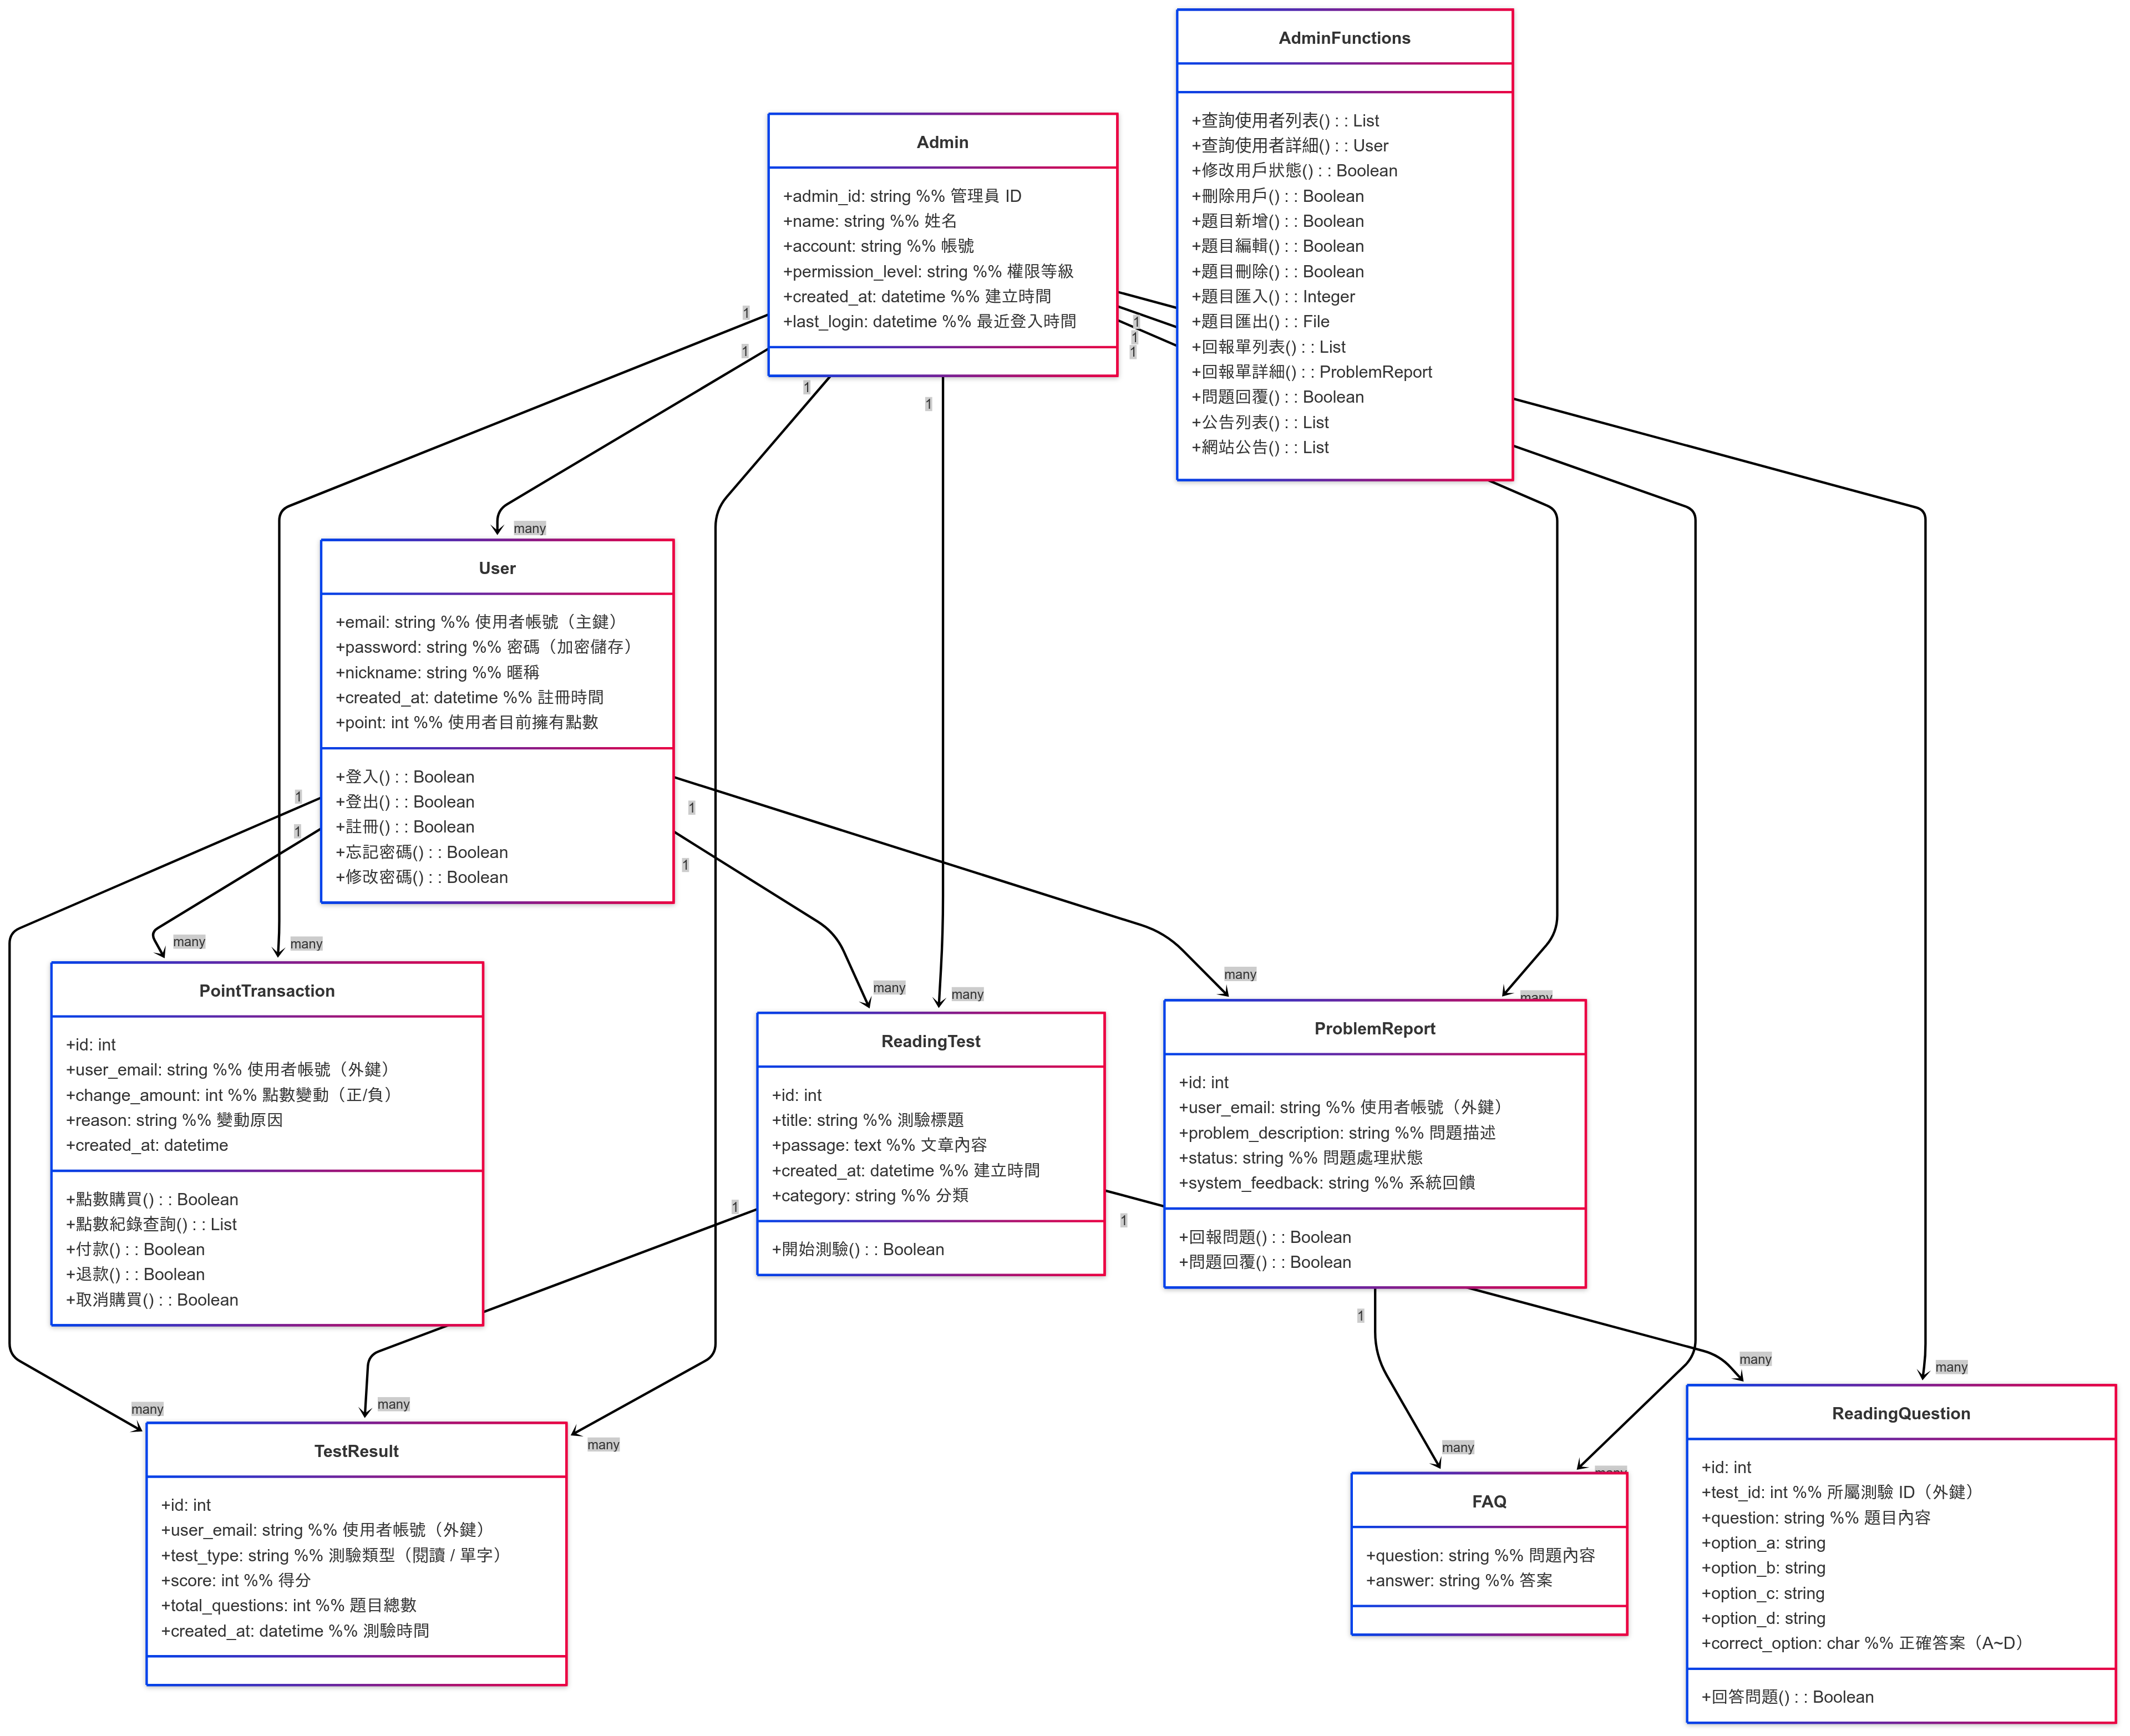 AdminFunctions
+查詢使用者列表() : : List
+查詢使用者詳細() : : User
+修改用戶狀態() : : Boolean
+刪除用戶() : : Boolean
+題目新增() : : Boolean
+題目編輯() : : Boolean
+題目刪除() : : Boolean
+題目匯入() : : Integer
+題目匯出() : : File
+回報單列表() : : List
+回報單詳細() : : ProblemReport
+問題回覆() : : Boolean
+公告列表() : : List
+網站公告() : : List
Admin
+admin_id: string %% 管理員 ID
+name: string %% 姓名
+account: string %% 帳號
+permission_level: string %% 權限等級
+created_at: datetime %% 建立時間
+last_login: datetime %% 最近登入時間
1
1
1
1
1
1
1
many
User
+email: string %% 使用者帳號（主鍵）
+password: string %% 密碼（加密儲存）
+nickname: string %% 暱稱
+created_at: datetime %% 註冊時間
+point: int %% 使用者目前擁有點數
+登入() : : Boolean
+登出() : : Boolean
+註冊() : : Boolean
+忘記密碼() : : Boolean
+修改密碼() : : Boolean
1
1
1
1
many
many
many
many
many
many
PointTransaction
+id: int
+user_email: string %% 使用者帳號（外鍵）
+change_amount: int %% 點數變動（正/負）
+reason: string %% 變動原因
+created_at: datetime
+點數購買() : : Boolean
+點數紀錄查詢() : : List
+付款() : : Boolean
+退款() : : Boolean
+取消購買() : : Boolean
ReadingTest
+id: int
+title: string %% 測驗標題
+passage: text %% 文章內容
+created_at: datetime %% 建立時間
+category: string %% 分類
+開始測驗() : : Boolean
ProblemReport
+id: int
+user_email: string %% 使用者帳號（外鍵）
+problem_description: string %% 問題描述
+status: string %% 問題處理狀態
+system_feedback: string %% 系統回饋
+回報問題() : : Boolean
+問題回覆() : : Boolean
1
1
1
many
many
many
many
many
many
TestResult
+id: int
+user_email: string %% 使用者帳號（外鍵）
+test_type: string %% 測驗類型（閱讀 / 單字）
+score: int %% 得分
+total_questions: int %% 題目總數
+created_at: datetime %% 測驗時間
FAQ
+question: string %% 問題內容
+answer: string %% 答案
ReadingQuestion
+id: int
+test_id: int %% 所屬測驗 ID（外鍵）
+question: string %% 題目內容
+option_a: string
+option_b: string
+option_c: string
+option_d: string
+correct_option: char %% 正確答案（A~D）
+回答問題() : : Boolean